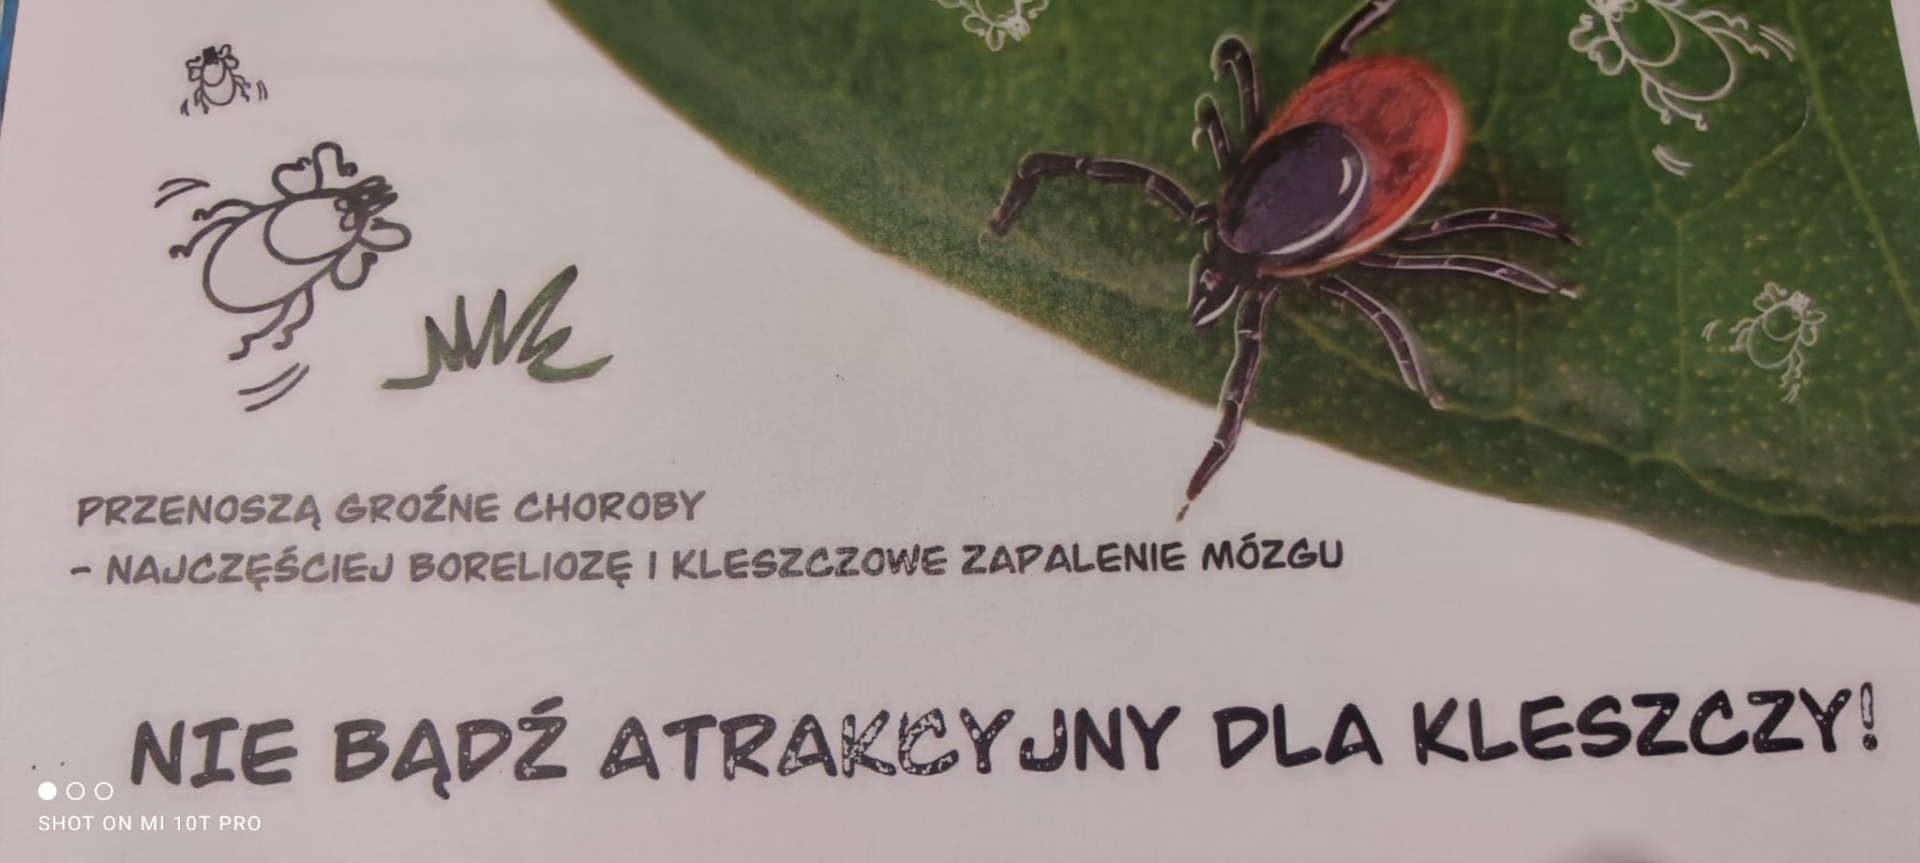 PRZENOSZĄ GROŹNE CHOROBY
- NAJCZĘŚCIEJ BORELIOZĘ I KLESZCZOWE ZAPALENIE MÓZGU
NIE BĄDŹ ATRAKCYJNY DLA KLESZCZY!
SHOT ON MI 10T PRO